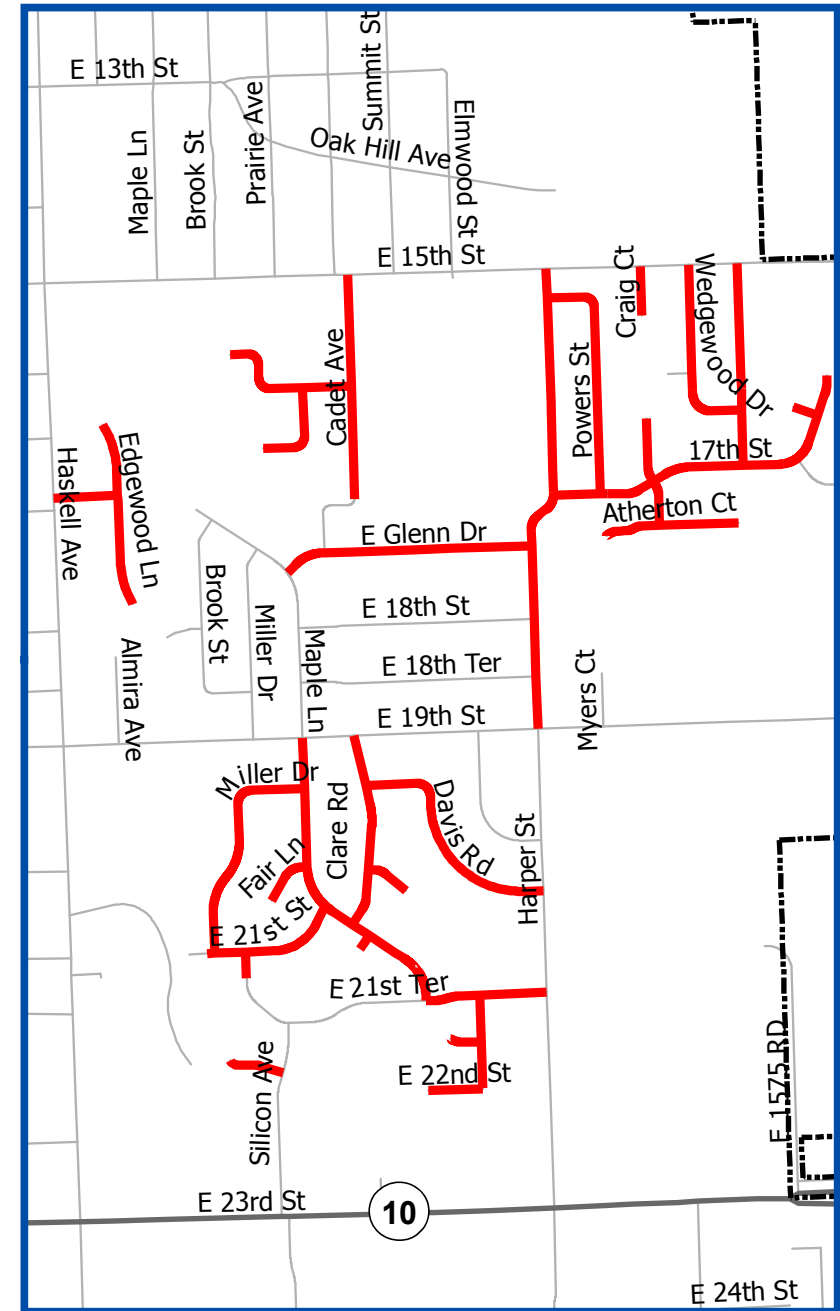 Summit St
E 13th St
Maple Ln
Brook St
Prairie Ave
Oak Hill Ave
Elmwood St
E 15th St
Craig Ct
Wedgewood Dr
Cadet Ave
Powers St
17th St
Haskell Ave
Edgewood Ln
Atherton Ct
E Glenn Dr
Brook St
Miller Dr
E 18th St
Almira Ave
Maple Ln
E 18th Ter
Myers Ct
E 19th St
Miller Dr
Clare Rd
Davis Rd
Fair Ln
Harper St
E 21st St
E 21st Ter
Silicon Ave
E 22nd St
E 1575 RD
E 23rd St
10
E 24th St